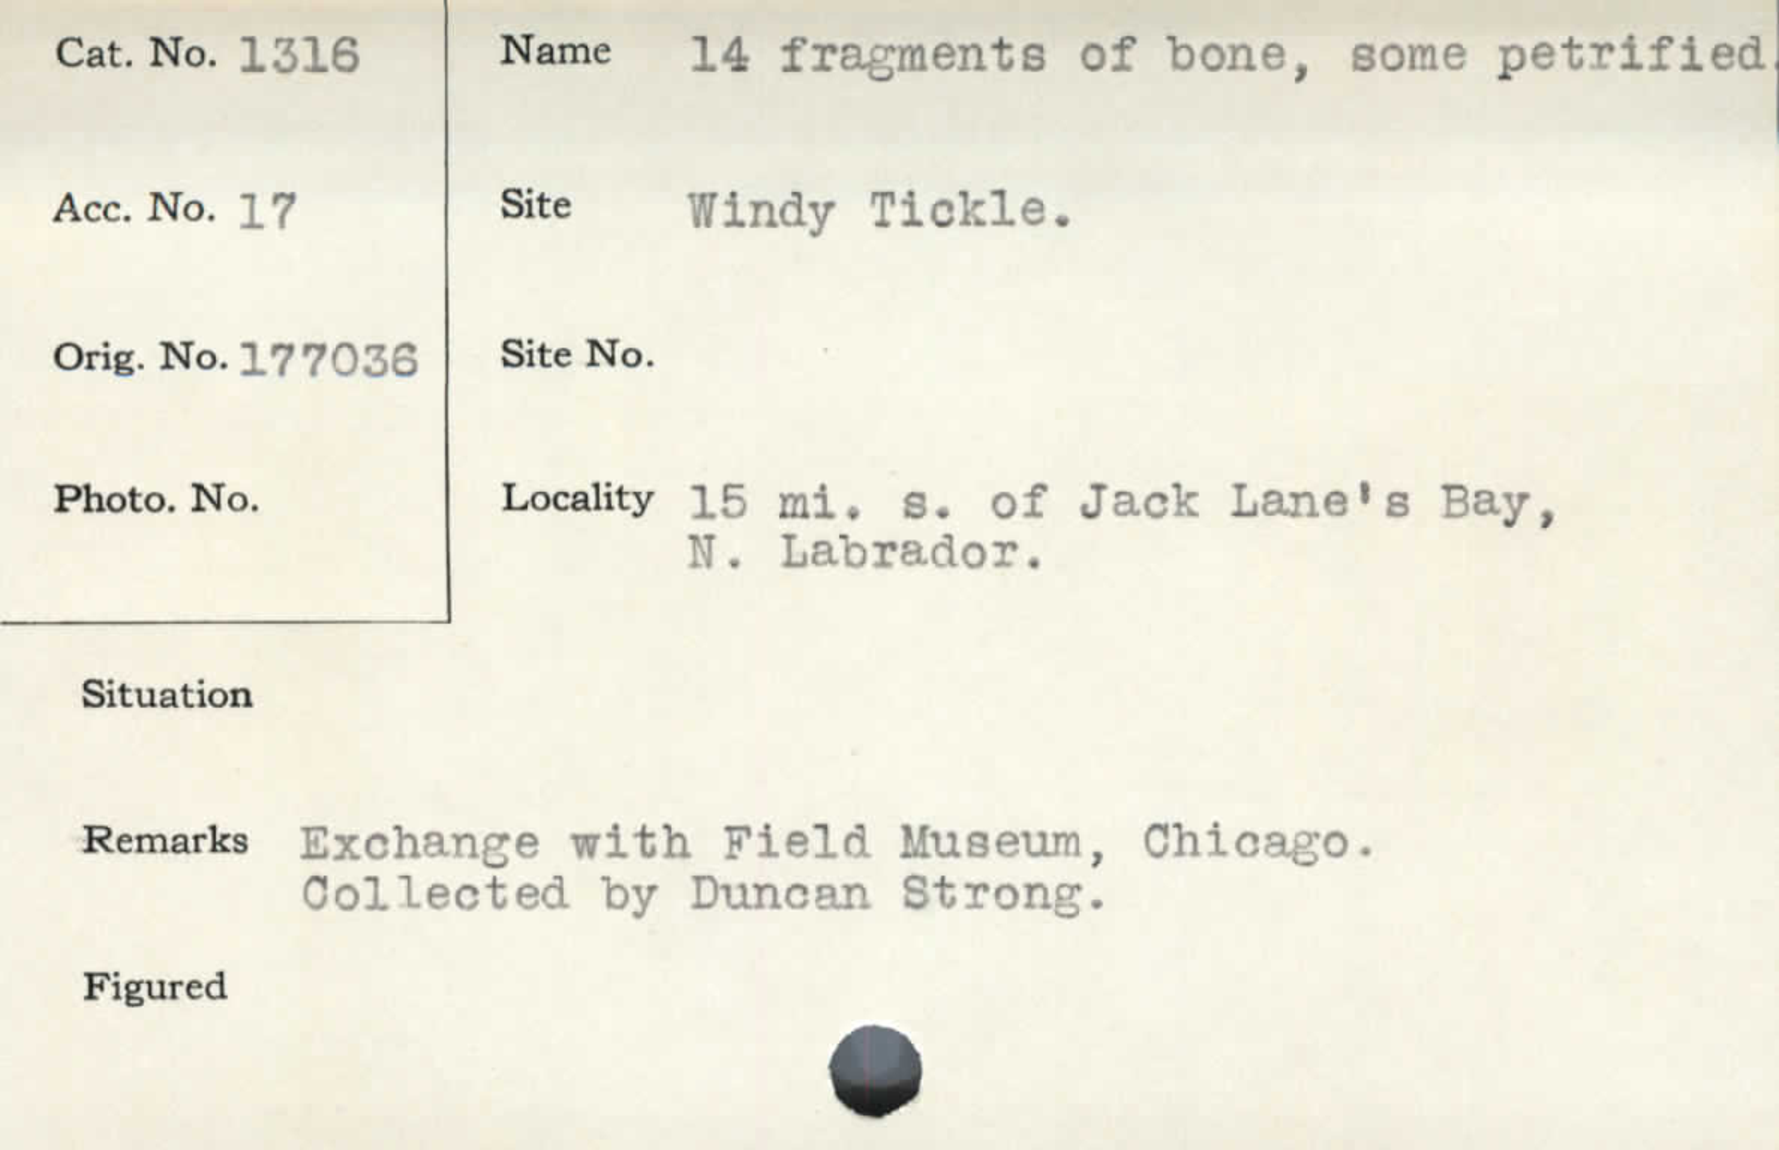 Cat. No. 1316
Name 14 fragments of bone, some petrified.
Acc. No. 17
Site Windy Tickle.
Orig. No. 177036
Site No.
Photo. No.
Locality 15 mi. s. of Jack Lane's Bay,
N. Labrador.
Situation
Remarks Exchange with Field Museum, Chicago.
Collected by Duncan Strong.
Figured